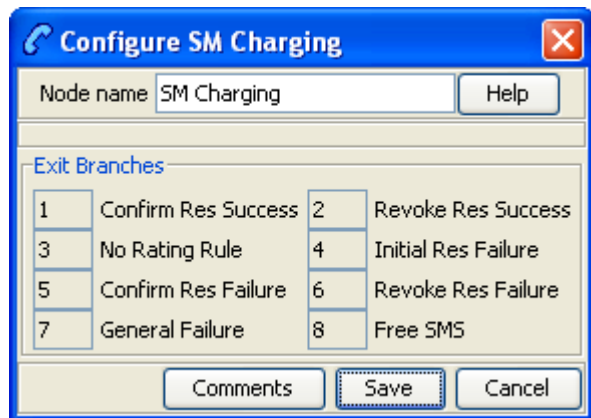 Configure SM Charging
Node name SM Charging Help
Exit Branches
1 Confirm Res Success 2 Revoke Res Success
3 No Rating Rule 4 Initial Res Failure
5 Confirm Res Failure 6 Revoke Res Failure
7 General Failure 8 Free SMS
Comments Save Cancel